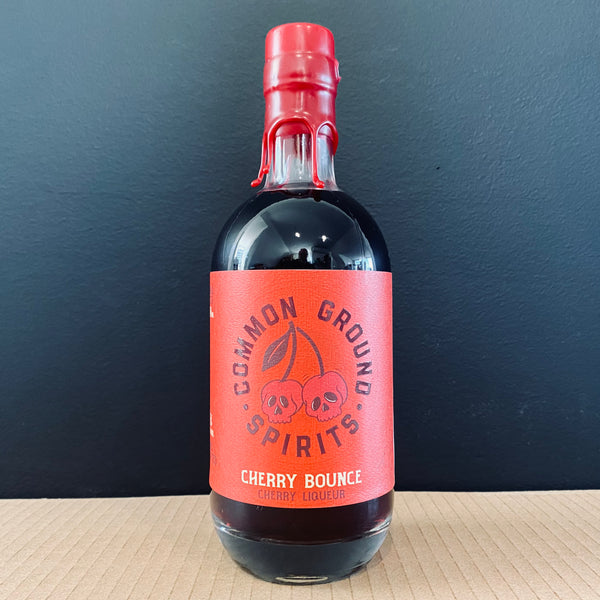 COMMON GROUND
SPIRITS
CHERRY BOUNCE
CHERRY LIQUEUR